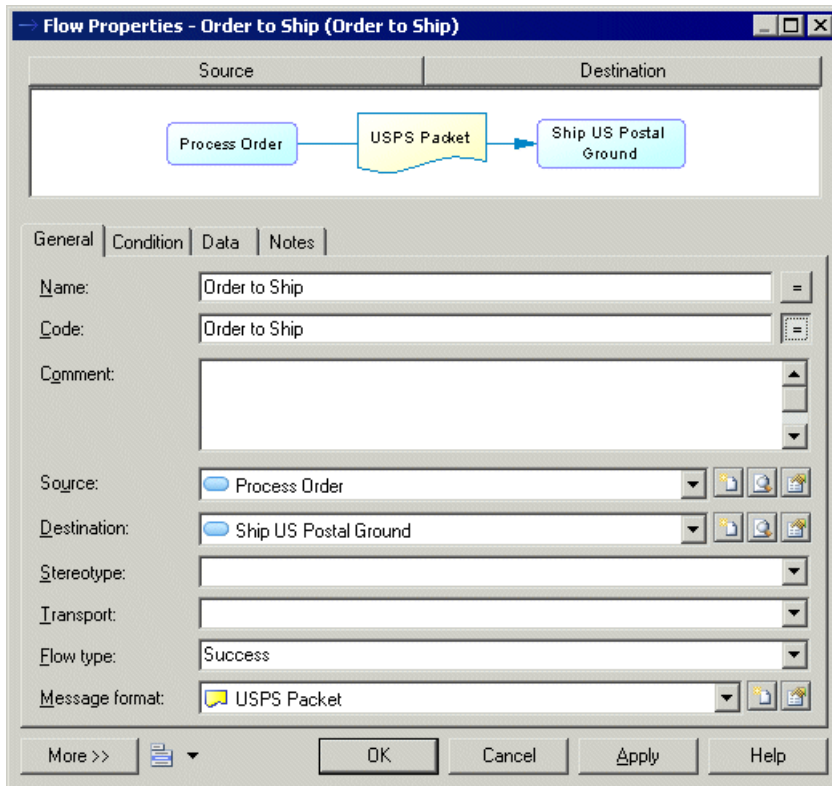 Flow Properties - Order to Ship (Order to Ship)
Source Destination
Process Order USPS Packet Ship US Postal
Ground
General Condition Data Notes
Name: Order to Ship =
Code: Order to Ship =
Comment:
Source: Process Order
Destination: Ship US Postal Ground
Stereotype:
Transport:
Flow type: Success
Message format: USPS Packet
More >> OK Cancel Apply Help